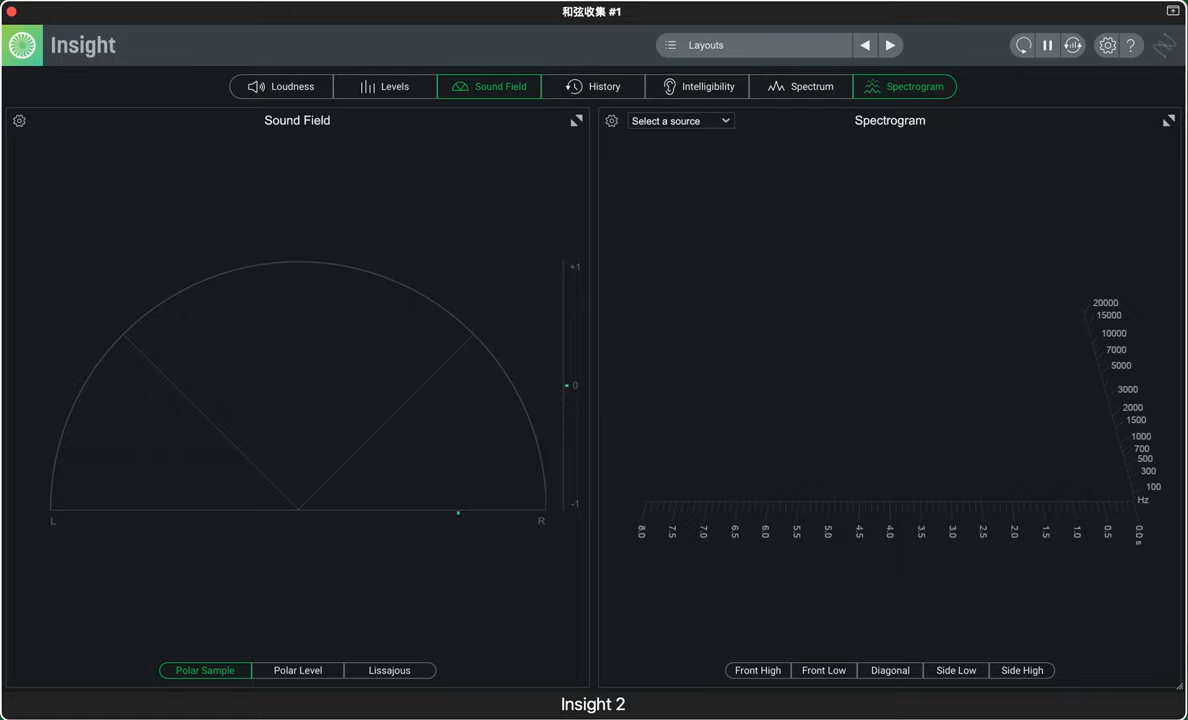 和弦收集 #1
Insight
Layouts
?
Loudness
Levels
Sound Field
History
Intelligibility
Spectrum
Spectrogram
Sound Field
Select a source
Spectrogram
+1
0
-1
L
R
20000
15000
10000
7000
5000
3000
2000
1500
1000
700
500
300
100
Hz
8.0 7.5 7.0 6.5 6.0 5.5 5.0 4.5 4.0 3.5 3.0 2.5 2.0 1.5 1.0 0.5 0.0 s
Polar Sample
Polar Level
Lissajous
Front High
Front Low
Diagonal
Side Low
Side High
Insight 2